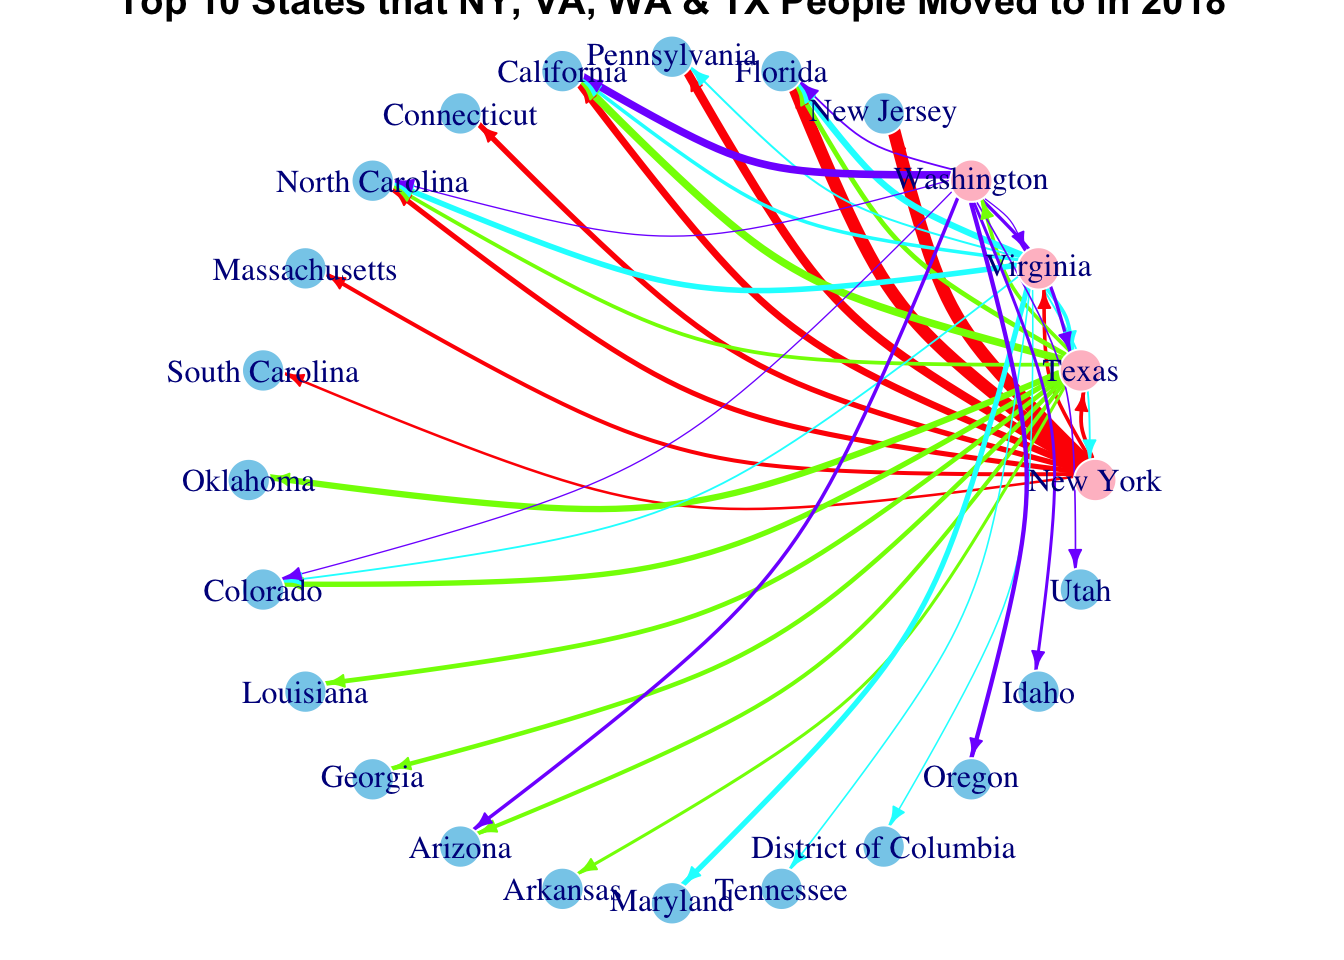 Top 10 States that NY, VA, WA & TX People Moved to in 2018
Pennsylvania
California
Florida
Connecticut
New Jersey
North Carolina
Washington
Massachusetts
Virginia
South Carolina
Texas
Oklahoma
New York
Colorado
Utah
Louisiana
Idaho
Georgia
Oregon
Arizona
District of Columbia
Arkansas
Maryland
Tennessee